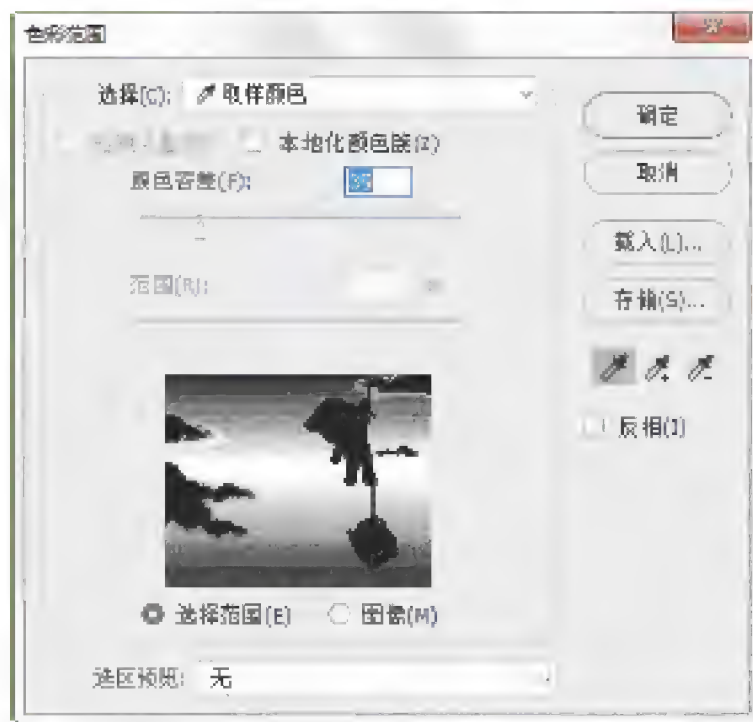 色彩范围
选择(C): 取样颜色
本地化颜色簇(Z)
颜色容差(F):
范围(R):
选择范围(E) 图像(M)
选区预览: 无
确定
取消
载入(L)...
存储(S)...
反相(I)